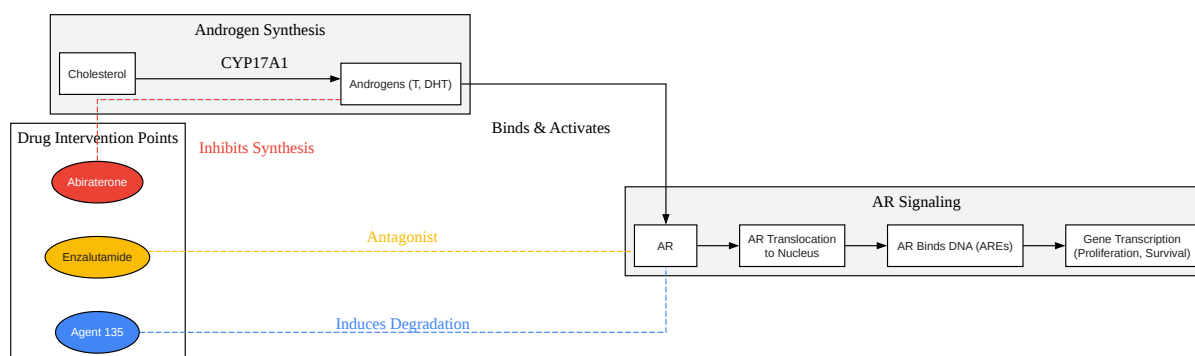 Androgen Synthesis
CYP17A1
Cholesterol
Androgens (T, DHT)
Binds & Activates
Drug Intervention Points
Inhibits Synthesis
Abiraterone
AR Signaling
Antagonist
Enzalutamide
AR
AR Translocation
to Nucleus
AR Binds DNA (AREs)
Gene Transcription
(Proliferation, Survival)
Induces Degradation
Agent 135